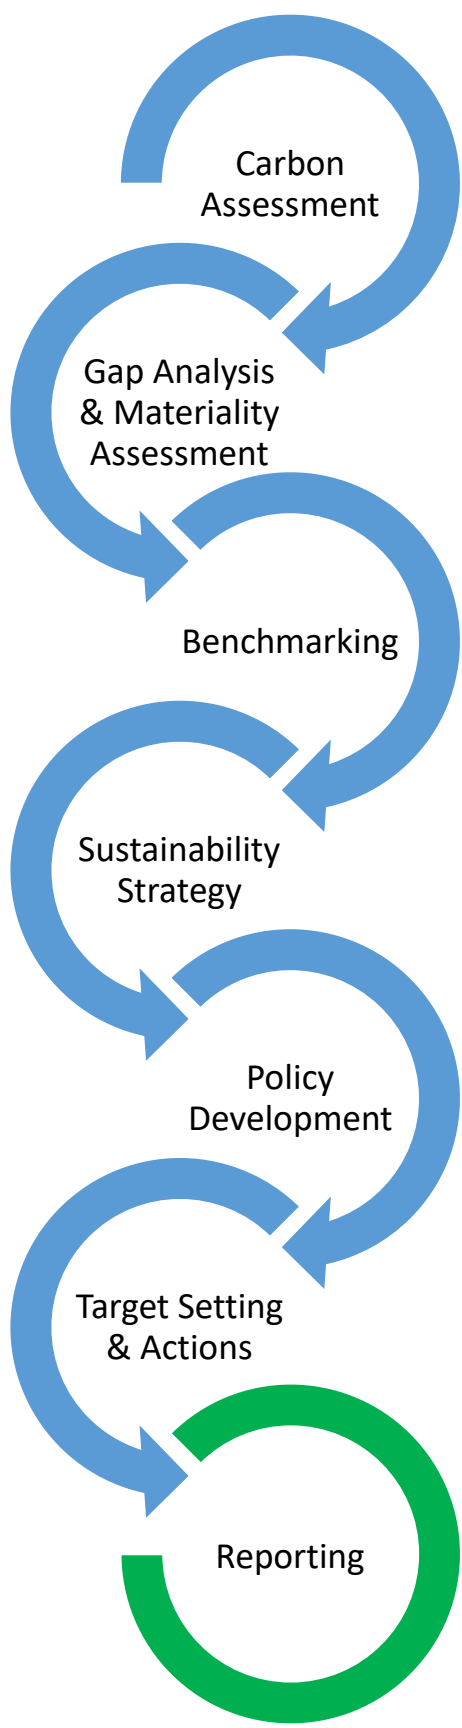 Carbon
Assessment
Gap Analysis
& Materiality
Assessment
Benchmarking
Sustainability
Strategy
Policy
Development
Target Setting
& Actions
Reporting